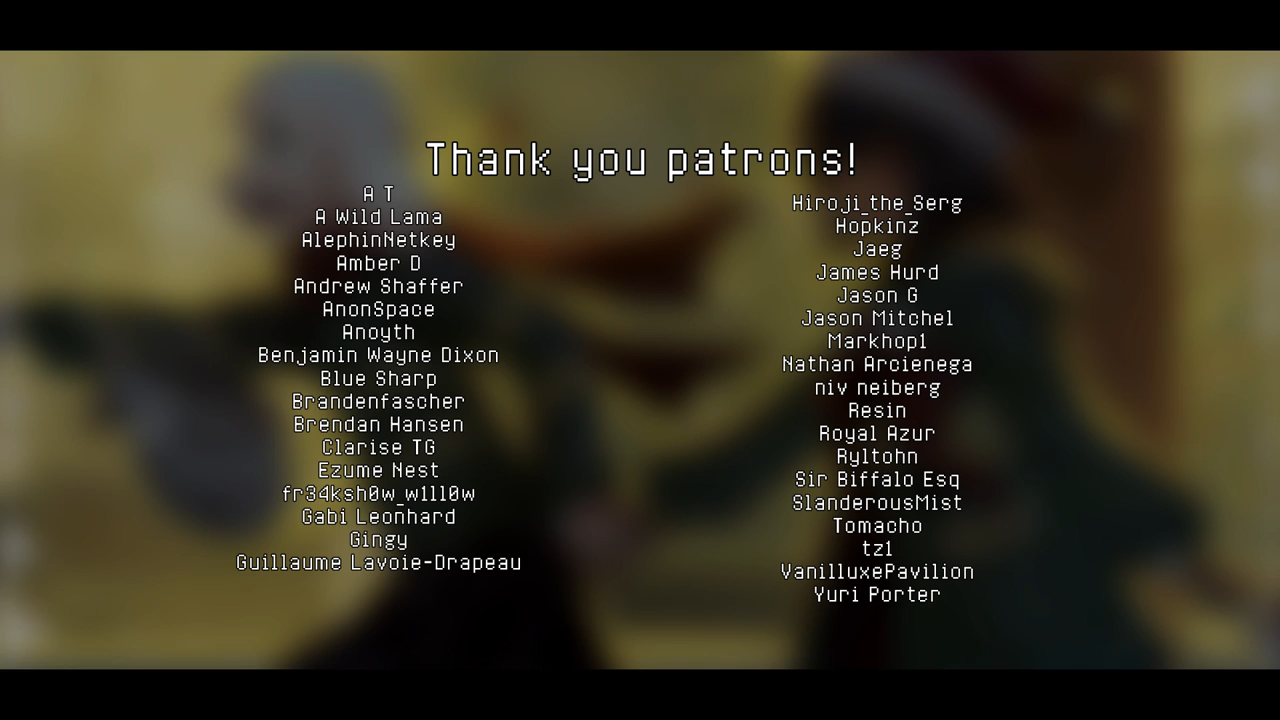 Thank you patrons!
A T
A Wild Lama
AlephinNetkey
Amber D
Andrew Shaffer
AnonSpace
Anoyth
Benjamin Wayne Dixon
Blue Sharp
Brandenfascher
Brendan Hansen
Clarise TG
Ezume Nest
fr34ksh0w_w1ll0w
Gabi Leonhard
Gingy
Guillaume Lavoie-Drapeau
Hiroji_the_Serg
Hopkinz
Jaeg
James Hurd
Jason G
Jason Mitchel
Markhop1
Nathan Arcienega
niv neiberg
Resin
Royal Azur
Ryltohn
Sir Biffalo Esq
SlanderousMist
Tomacho
tz1
VanilluxePavilion
Yuri Porter